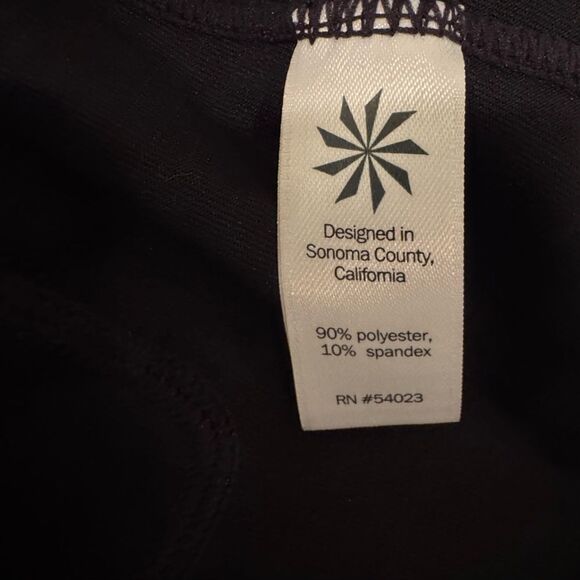 Designed in
Sonoma County,
California
90% polyester,
10% spandex
RN #54023